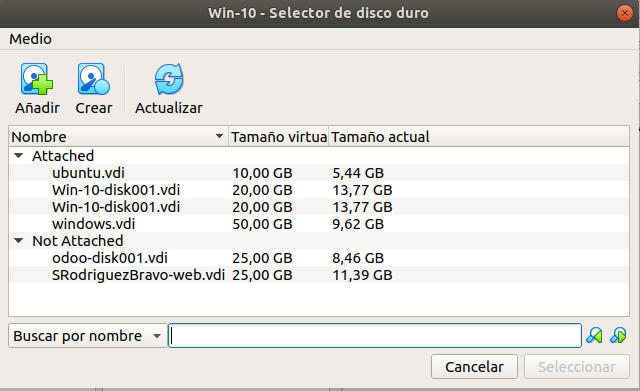 Win-10 - Selector de disco duro
Medio
Añadir Crear Actualizar
Nombre Tamaño virtua Tamaño actual
Attached
ubuntu.vdi 10,00 GB 5,44 GB
Win-10-disk001.vdi 20,00 GB 13,77 GB
Win-10-disk001.vdi 20,00 GB 13,77 GB
windows.vdi 50,00 GB 9,62 GB
Not Attached
odoo-disk001.vdi 25,00 GB 8,46 GB
SRodriguezBravo-web.vdi 25,00 GB 11,39 GB
Buscar por nombre
Cancelar Seleccionar